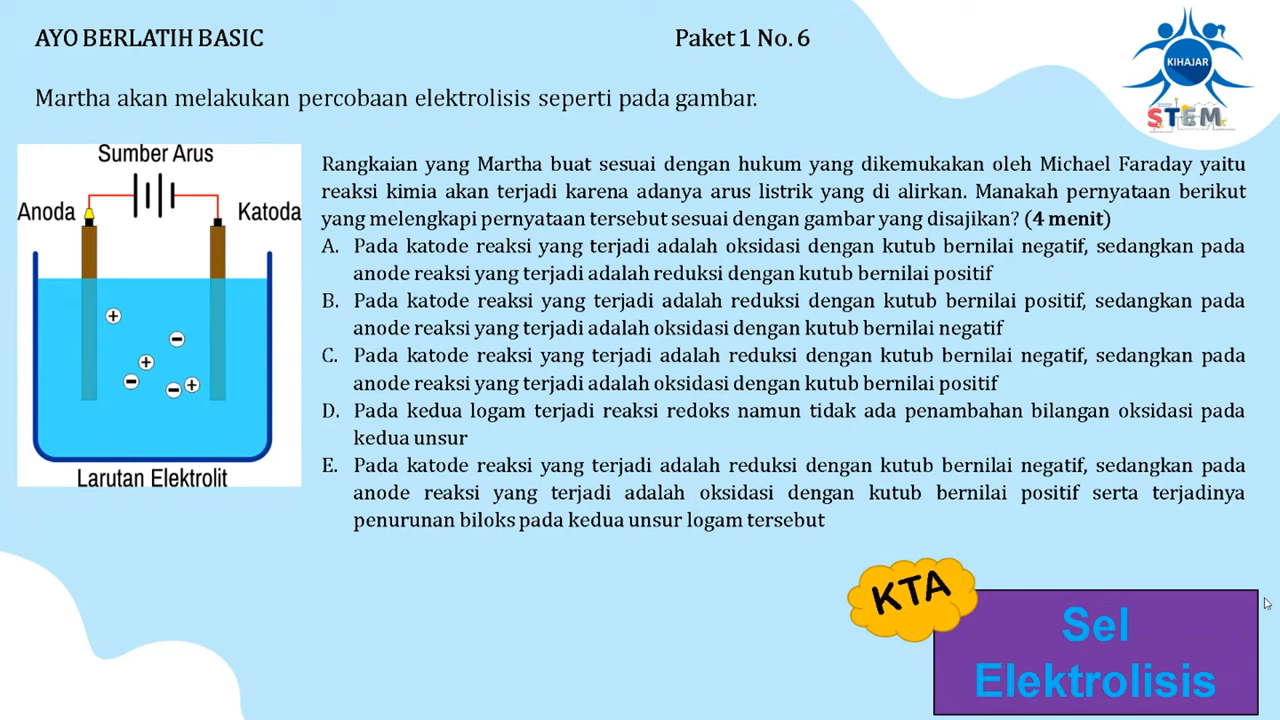 AYO BERLATIH BASIC
Paket 1 No. 6
KIHAJAR
STEM
Martha akan melakukan percobaan elektrolisis seperti pada gambar.
Sumber Arus
Anoda
Katoda
Larutan Elektrolit
Rangkaian yang Martha buat sesuai dengan hukum yang dikemukakan oleh Michael Faraday yaitu
reaksi kimia akan terjadi karena adanya arus listrik yang di alirkan. Manakah pernyataan berikut
yang melengkapi pernyataan tersebut sesuai dengan gambar yang disajikan? (4 menit)
A. Pada katode reaksi yang terjadi adalah oksidasi dengan kutub bernilai negatif, sedangkan pada
anode reaksi yang terjadi adalah reduksi dengan kutub bernilai positif
B. Pada katode reaksi yang terjadi adalah reduksi dengan kutub bernilai positif, sedangkan pada
anode reaksi yang terjadi adalah oksidasi dengan kutub bernilai negatif
C. Pada katode reaksi yang terjadi adalah reduksi dengan kutub bernilai negatif, sedangkan pada
anode reaksi yang terjadi adalah oksidasi dengan kutub bernilai positif
D. Pada kedua logam terjadi reaksi redoks namun tidak ada penambahan bilangan oksidasi pada
kedua unsur
E. Pada katode reaksi yang terjadi adalah reduksi dengan kutub bernilai negatif, sedangkan pada
anode reaksi yang terjadi adalah oksidasi dengan kutub bernilai positif serta terjadinya
penurunan biloks pada kedua unsur logam tersebut
KTA
Sel
Elektrolisis